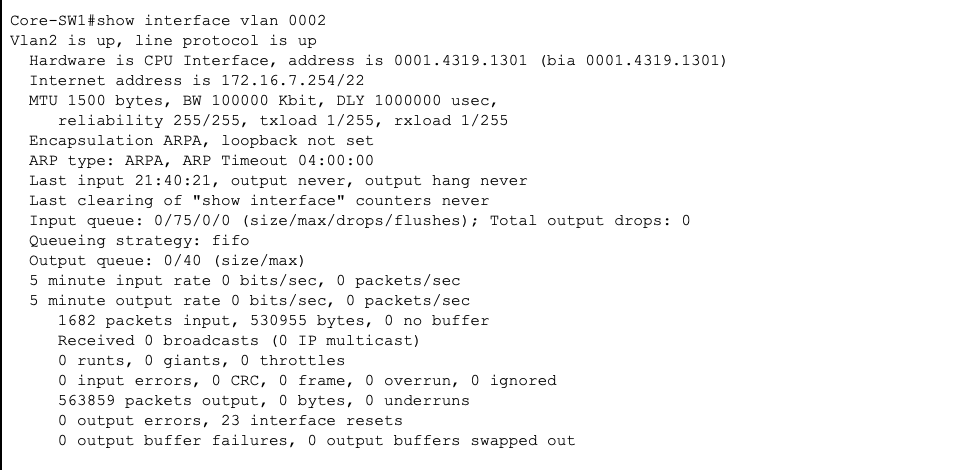 Core-SW1#show interface vlan 0002
Vlan2 is up, line protocol is up
Hardware is CPU Interface, address is 0001.4319.1301 (bia 0001.4319.1301)
Internet address is 172.16.7.254/22
MTU 1500 bytes, BW 100000 Kbit, DLY 1000000 usec,
reliability 255/255, txload 1/255, rxload 1/255
Encapsulation ARPA, loopback not set
ARP type: ARPA, ARP Timeout 04:00:00
Last input 21:40:21, output never, output hang never
Last clearing of "show interface" counters never
Input queue: 0/75/0/0 (size/max/drops/flushes); Total output drops: 0
Queueing strategy: fifo
Output queue: 0/40 (size/max)
5 minute input rate 0 bits/sec, 0 packets/sec
5 minute output rate 0 bits/sec, 0 packets/sec
1682 packets input, 530955 bytes, 0 no buffer
Received 0 broadcasts (0 IP multicast)
0 runts, 0 giants, 0 throttles
0 input errors, 0 CRC, 0 frame, 0 overrun, 0 ignored
563859 packets output, 0 bytes, 0 underruns
0 output errors, 23 interface resets
0 output buffer failures, 0 output buffers swapped out